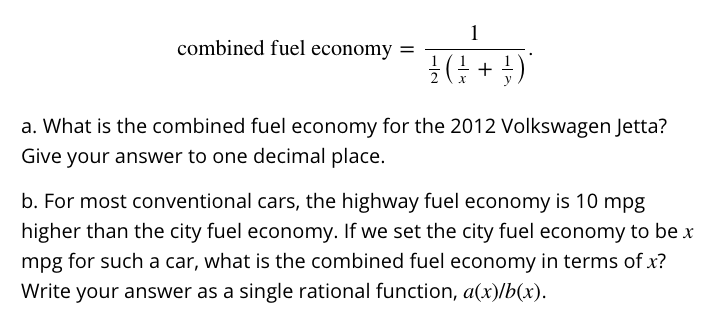 combined fuel economy = \frac{1}{\frac{1}{2}\left(\frac{1}{x} + \frac{1}{y}\right)}.
a. What is the combined fuel economy for the 2012 Volkswagen Jetta?
Give your answer to one decimal place.
b. For most conventional cars, the highway fuel economy is 10 mpg
higher than the city fuel economy. If we set the city fuel economy to be x
mpg for such a car, what is the combined fuel economy in terms of x?
Write your answer as a single rational function, a(x)/b(x).